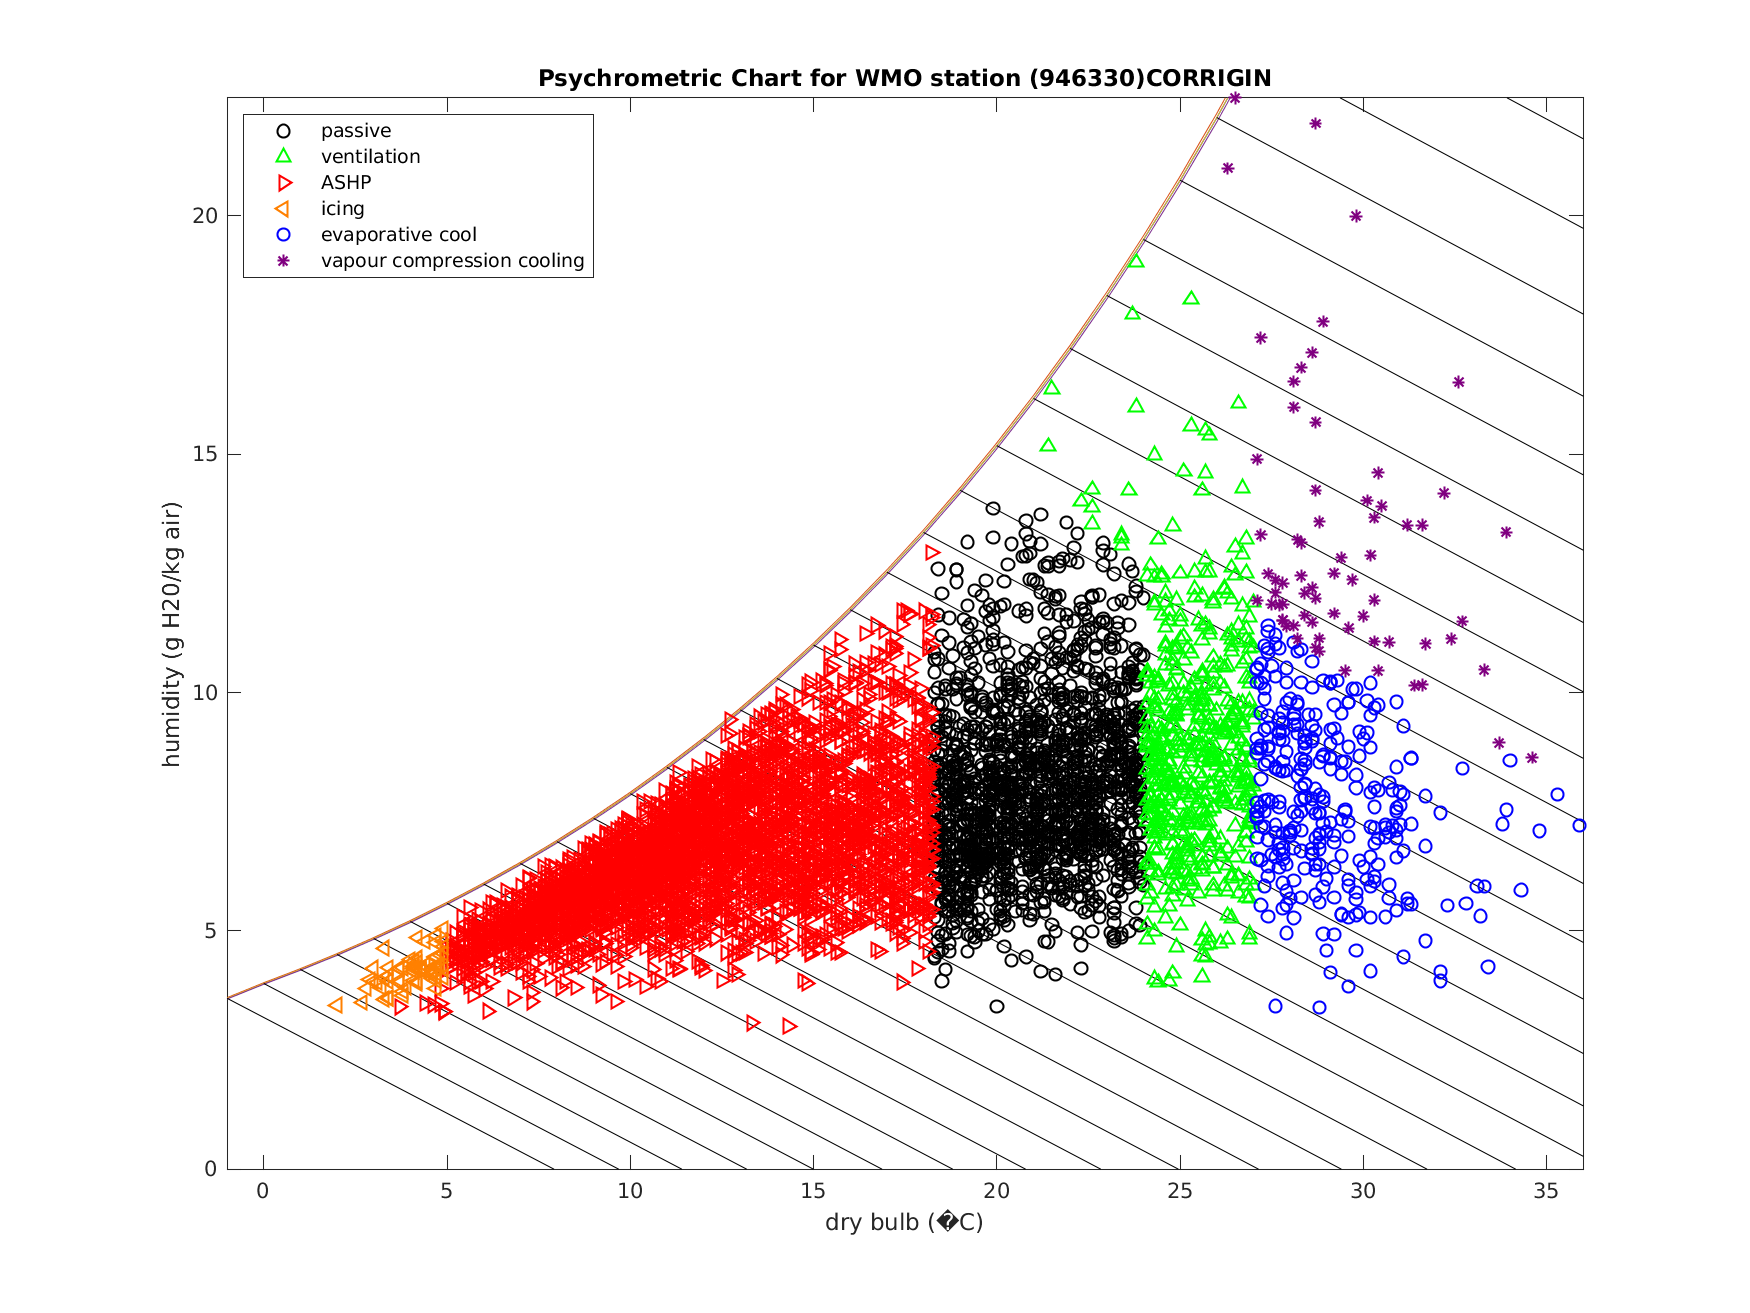 Psychrometric Chart for WMO station (946330)CORRIGIN
passive
ventilation
ASHP
icing
evaporative cool
vapour compression cooling
20
15
10
5
0
humidity (g H20/kg air)
0 5 10 15 20 25 30 35
dry bulb (�C)